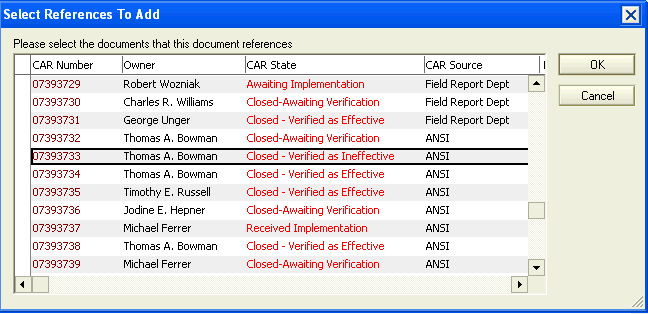 Select References To Add
Please select the documents that this document references
CAR Number Owner CAR State CAR Source
07393729 Robert Wozniak Awaiting Implementation Field Report Dept
07393730 Charles R. Williams Closed-Awaiting Verification Field Report Dept
07393731 George Unger Closed - Verified as Effective Field Report Dept
07393732 Thomas A. Bowman Closed-Awaiting Verification ANSI
07393733 Thomas A. Bowman Closed - Verified as Ineffective ANSI
07393734 Thomas A. Bowman Closed - Verified as Effective ANSI
07393735 Timothy E. Russell Closed - Verified as Effective ANSI
07393736 Jodine E. Hepner Closed-Awaiting Verification ANSI
07393737 Michael Ferrer Received Implementation ANSI
07393738 Thomas A. Bowman Closed - Verified as Effective ANSI
07393739 Michael Ferrer Closed-Awaiting Verification ANSI
OK
Cancel